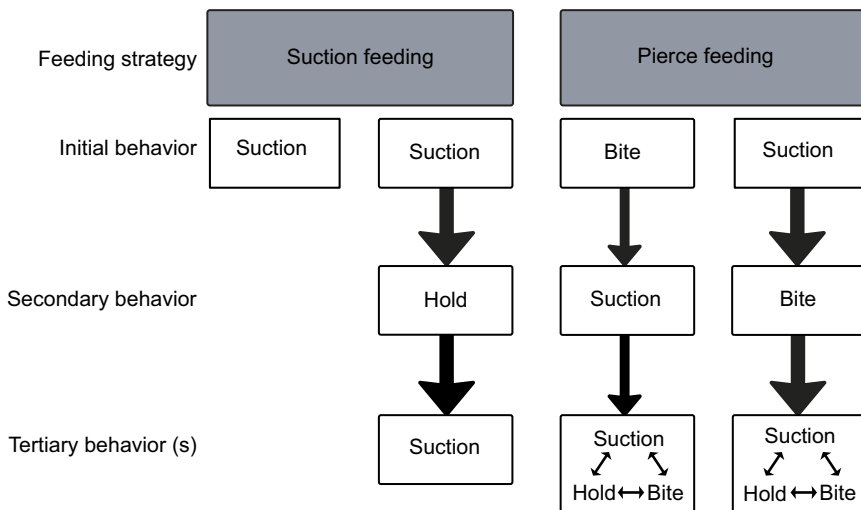 Feeding strategy Suction feeding Pierce feeding
Initial behavior Suction Suction Bite Suction
Secondary behavior Hold Suction Bite
Tertiary behavior (s) Suction Suction Suction
Hold Bite Hold Bite